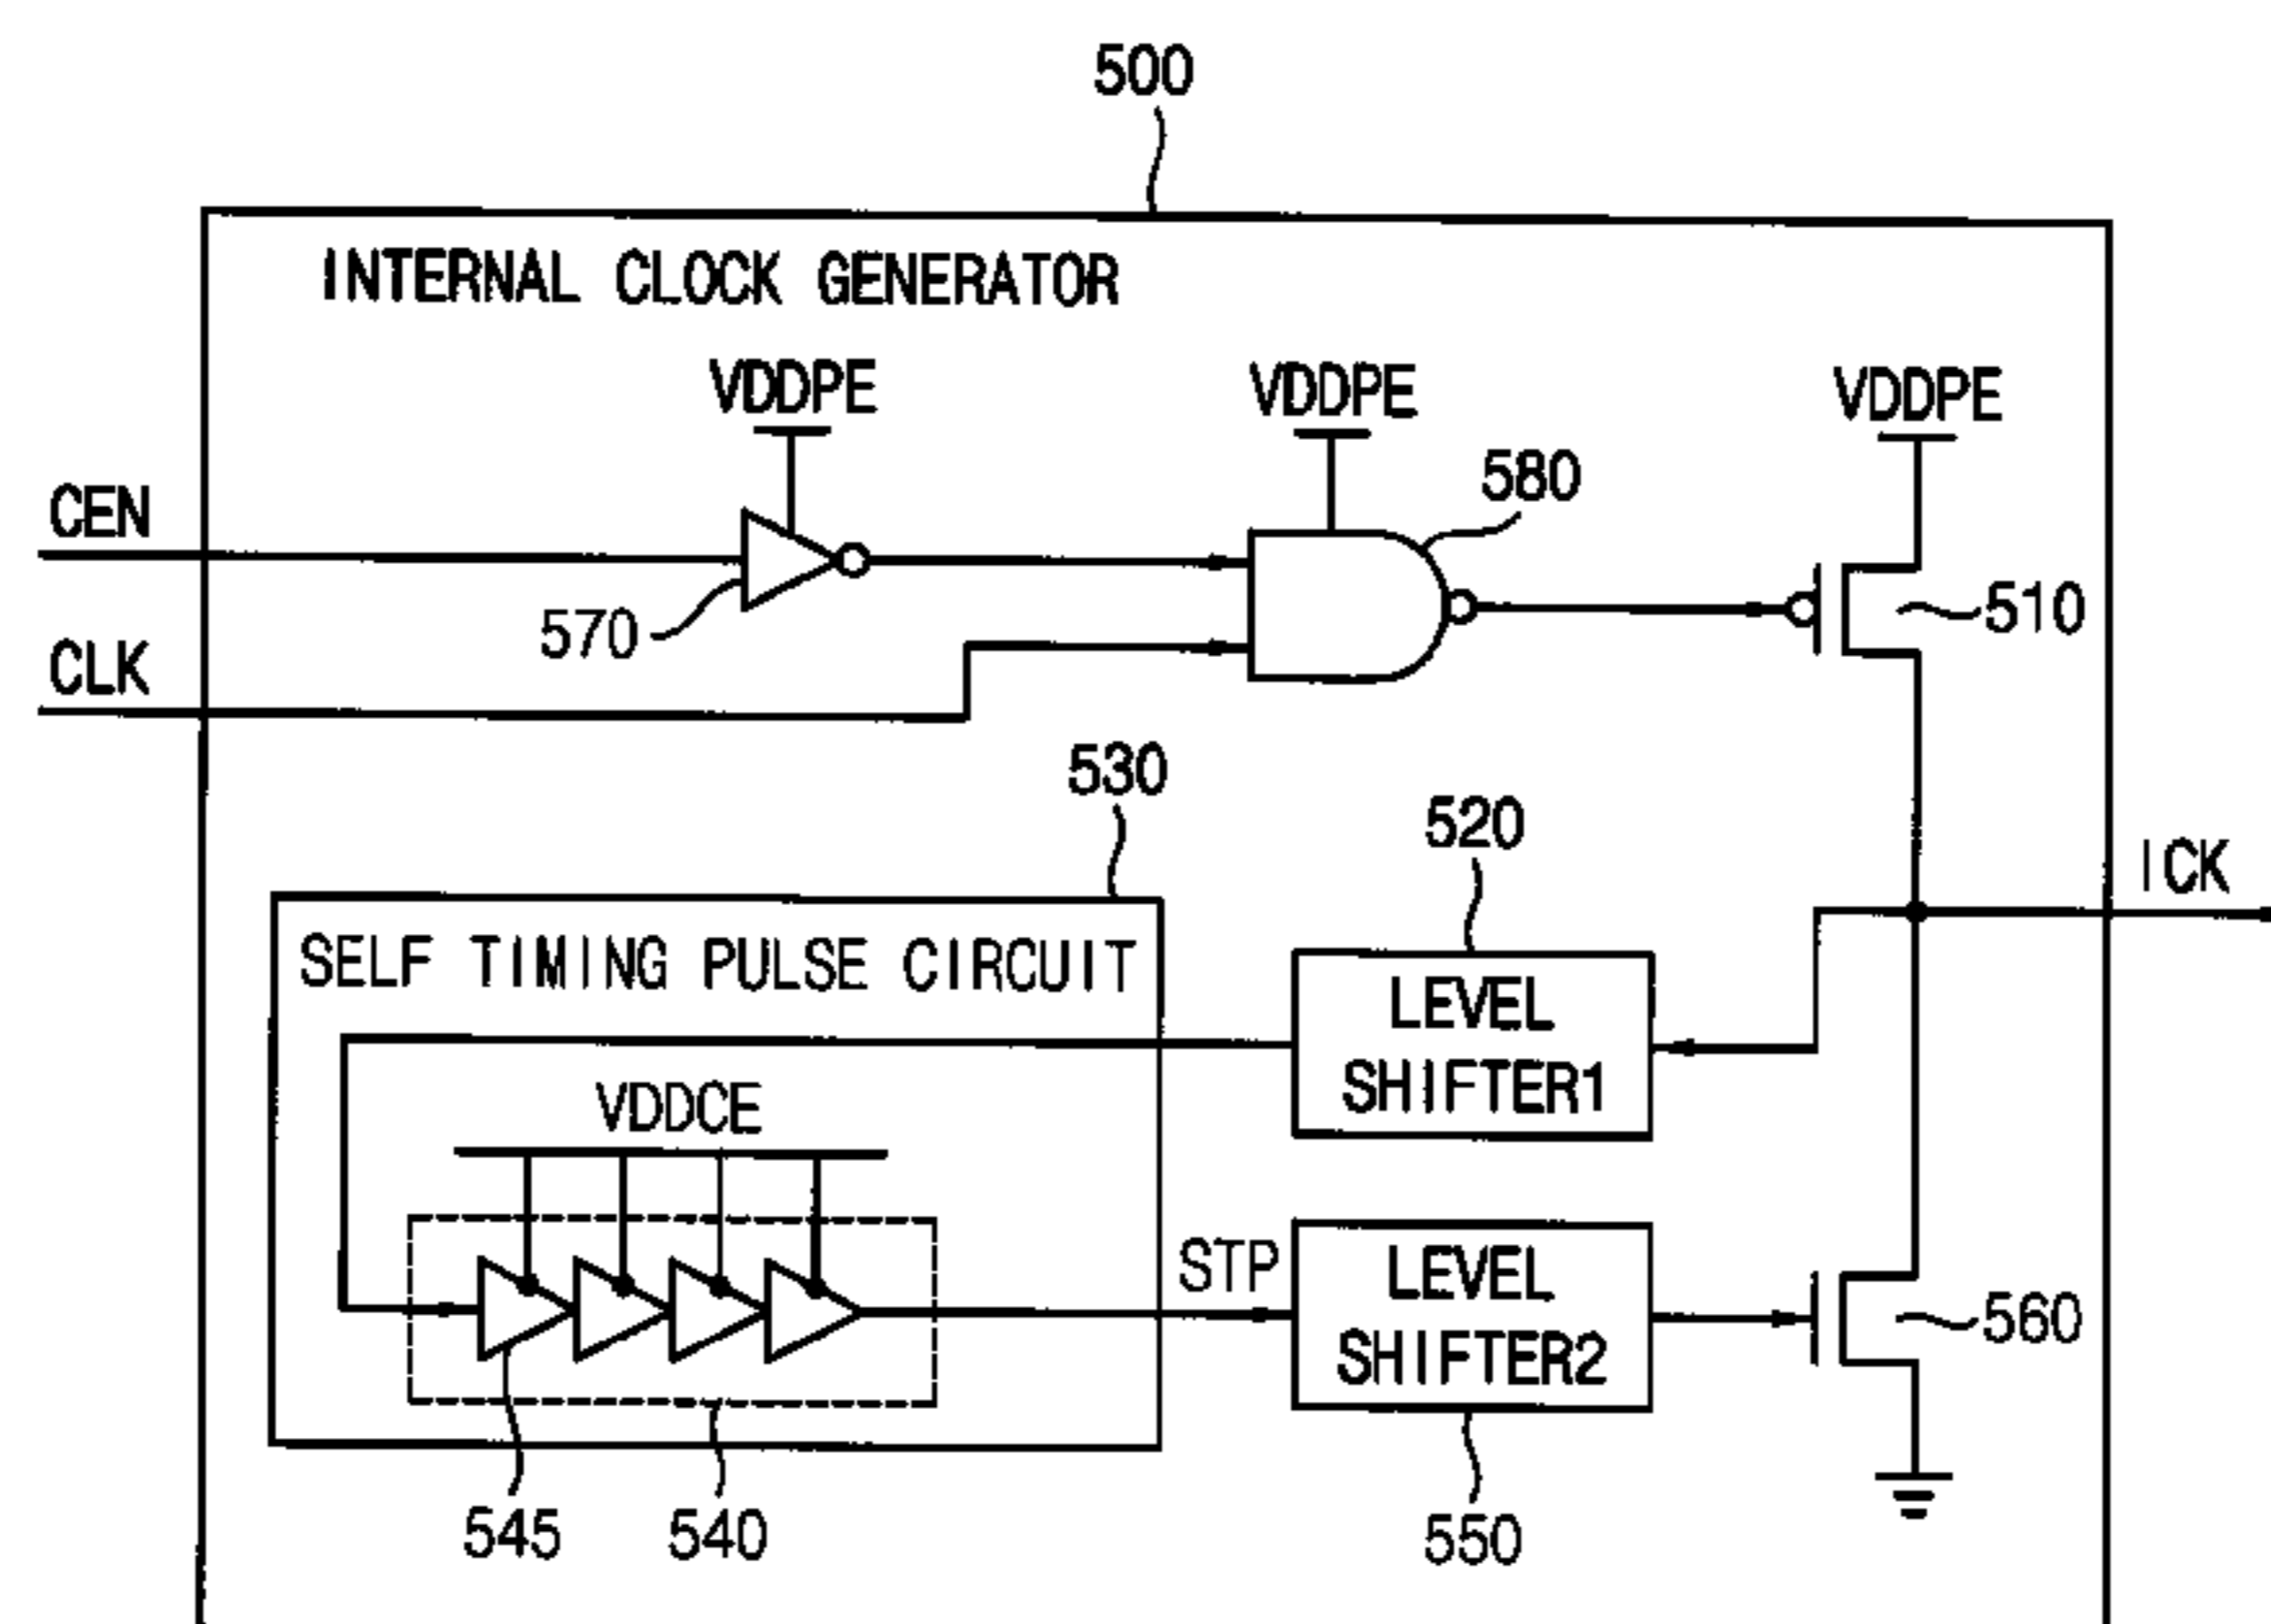 500
INTERNAL CLOCK GENERATOR
VDDPE
VDDPE
VDDPE
CEN
580
570
510
CLK
530
520
ICK
SELF TIMING PULSE CIRCUIT
LEVEL
SHIFTER1
VDDCE
STP
LEVEL
SHIFTER2
560
545
540
550